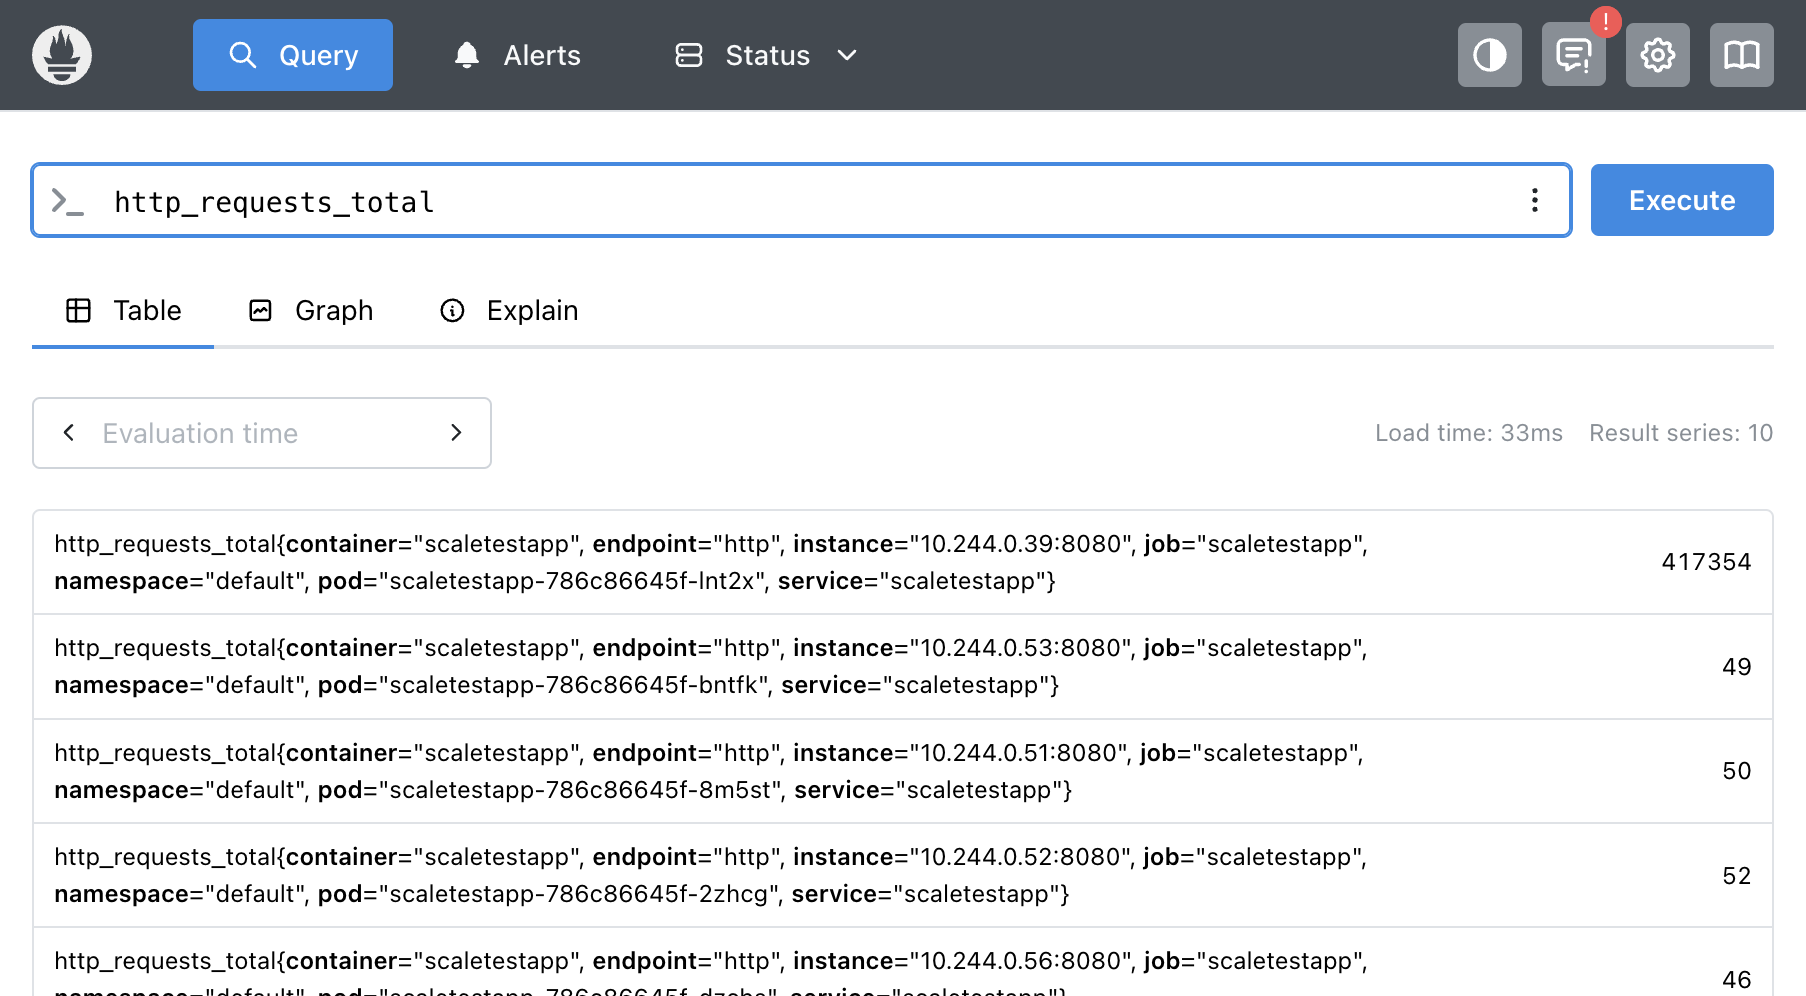 Query Alerts Status !
>_ http_requests_total Execute
Table Graph Explain
Evaluation time Load time: 33ms Result series: 10
http_requests_total{container="scaletestapp", endpoint="http", instance="10.244.0.39:8080", job="scaletestapp",
namespace="default", pod="scaletestapp-786c86645f-lnt2x", service="scaletestapp"}
417354
http_requests_total{container="scaletestapp", endpoint="http", instance="10.244.0.53:8080", job="scaletestapp",
namespace="default", pod="scaletestapp-786c86645f-bntfk", service="scaletestapp"}
49
http_requests_total{container="scaletestapp", endpoint="http", instance="10.244.0.51:8080", job="scaletestapp",
namespace="default", pod="scaletestapp-786c86645f-8m5st", service="scaletestapp"}
50
http_requests_total{container="scaletestapp", endpoint="http", instance="10.244.0.52:8080", job="scaletestapp",
namespace="default", pod="scaletestapp-786c86645f-2zhcg", service="scaletestapp"}
52
http_requests_total{container="scaletestapp", endpoint="http", instance="10.244.0.56:8080", job="scaletestapp",
46